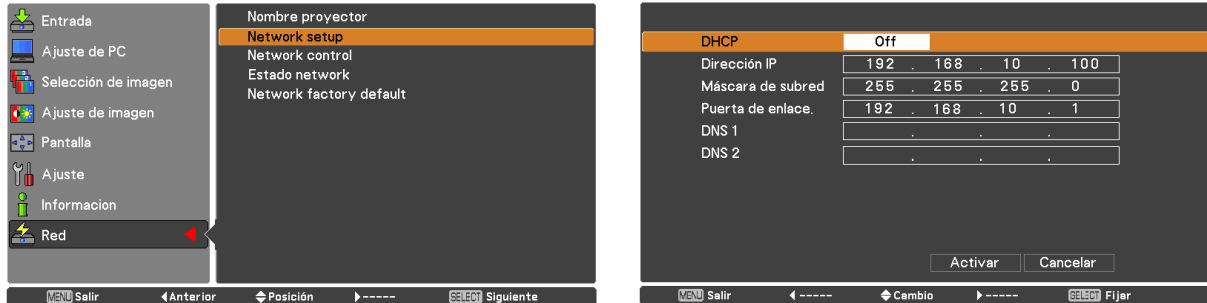 Entrada
Ajuste de PC
Selección de imagen
Ajuste de imagen
Pantalla
Ajuste
Informacion
Red
Nombre proyector
Network setup
Network control
Estado network
Network factory default
MENU Salir ◀Anterior ◆Posición ▶----- SELECT Siguiente
DHCP Off
Dirección IP 192 . 168 . 10 . 100
Máscara de subred 255 . 255 . 255 . 0
Puerta de enlace. 192 . 168 . 10 . 1
DNS 1 . . .
DNS 2 . . .
Activar Cancelar
MENU Salir ◀ ----- ◆Cambio ▶ ----- SELECT Fijar